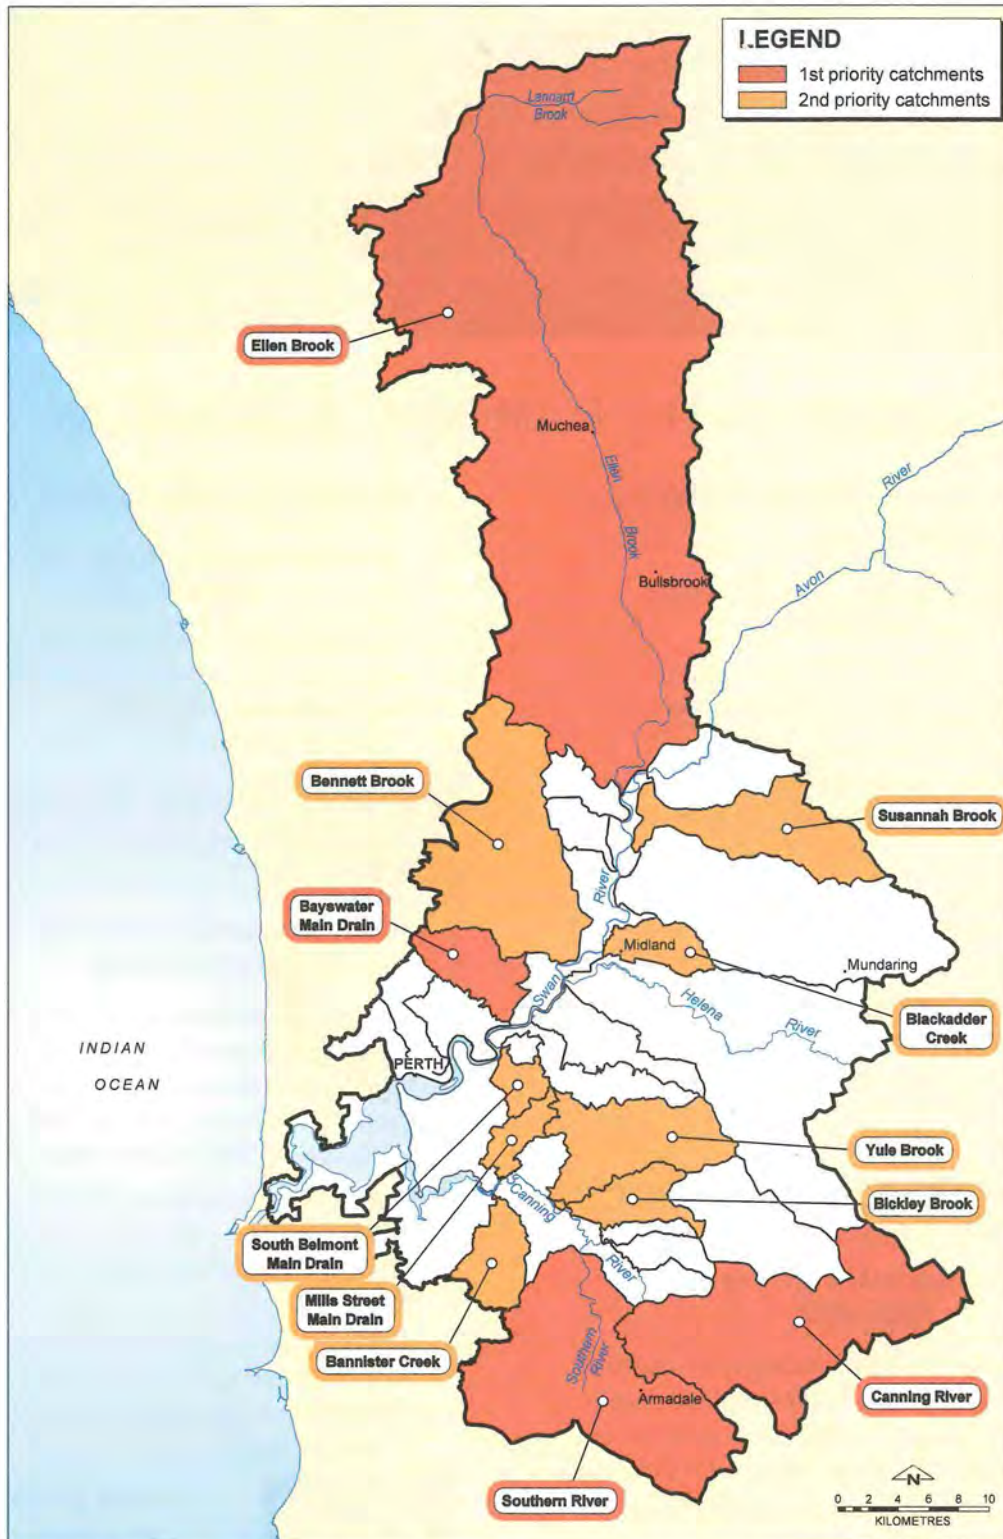 LEGEND
1st priority catchments
2nd priority catchments
Lennard
Brook
Ellen Brook
Muchea
Ellen
Brook
River
Avon
Bullsbrook
Bennett Brook
Susannah Brook
River
Bayswater
Main Drain
Midland
Mundaring
Swan
Helena
River
Blackadder
Creek
INDIAN
OCEAN
PERTH
Yule Brook
Bickley Brook
Canning
River
South Belmont
Main Drain
Mills Street
Main Drain
Bannister Creek
Southern
River
Armadale
Canning River
Southern River
N
0 2 4 6 8 10
KILOMETRES